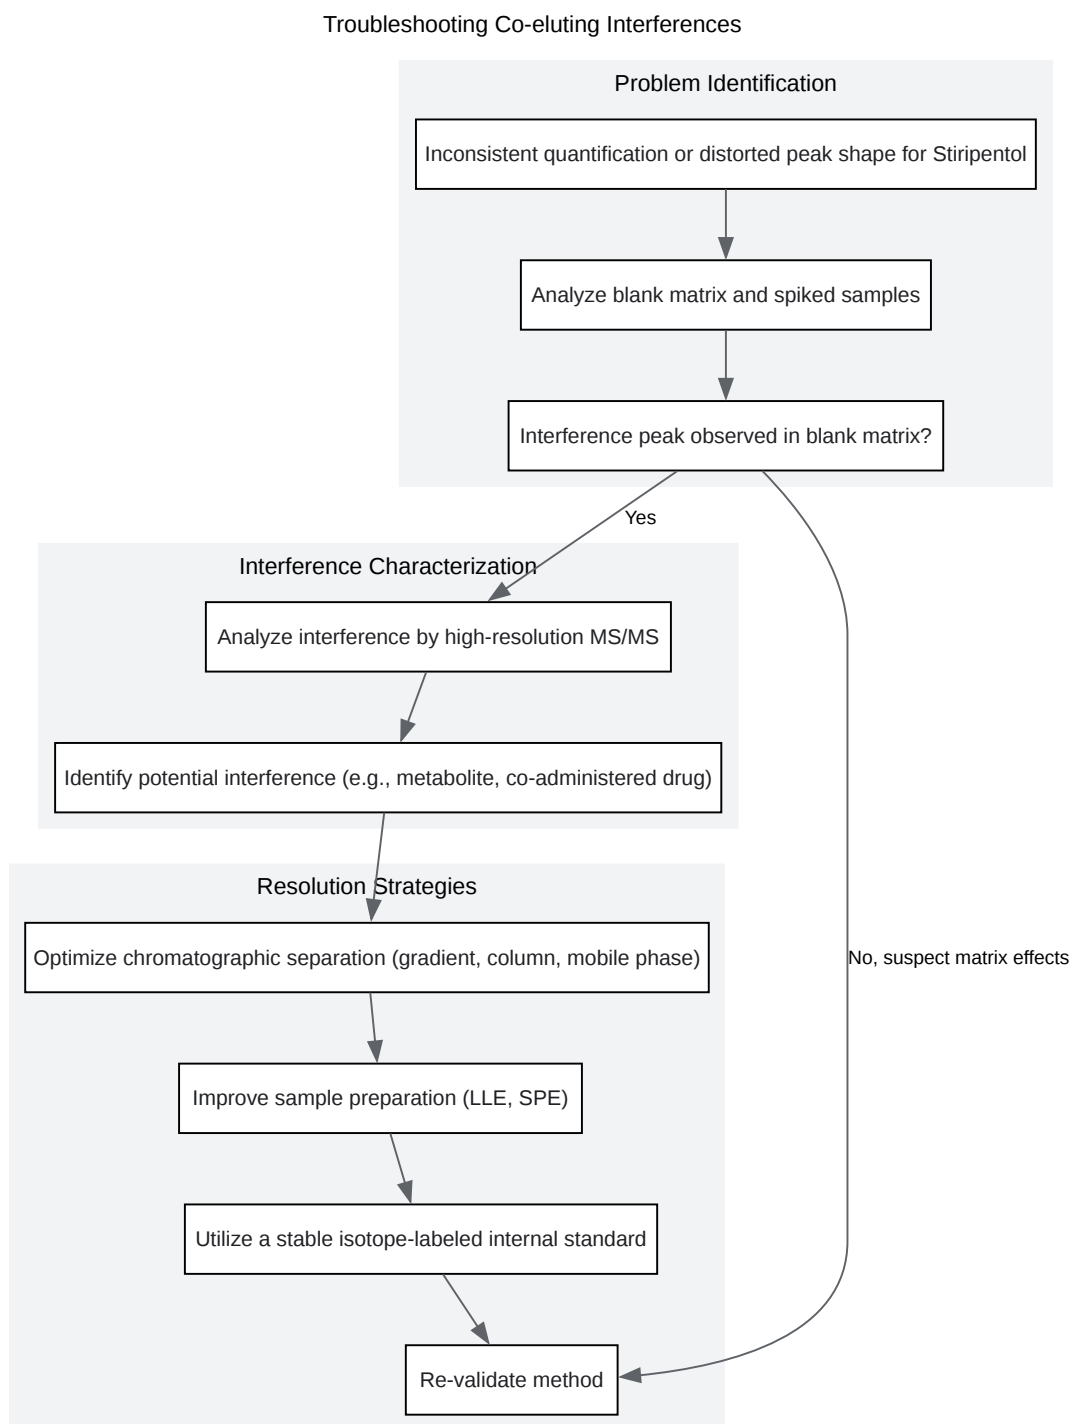 Troubleshooting Co-eluting Interferences
Problem Identification
Inconsistent quantification or distorted peak shape for Stiripentol
Analyze blank matrix and spiked samples
Interference peak observed in blank matrix?
Yes
Interference Characterization
Analyze interference by high-resolution MS/MS
Identify potential interference (e.g., metabolite, co-administered drug)
Resolution Strategies
Optimize chromatographic separation (gradient, column, mobile phase)
No, suspect matrix effects
Improve sample preparation (LLE, SPE)
Utilize a stable isotope-labeled internal standard
Re-validate method